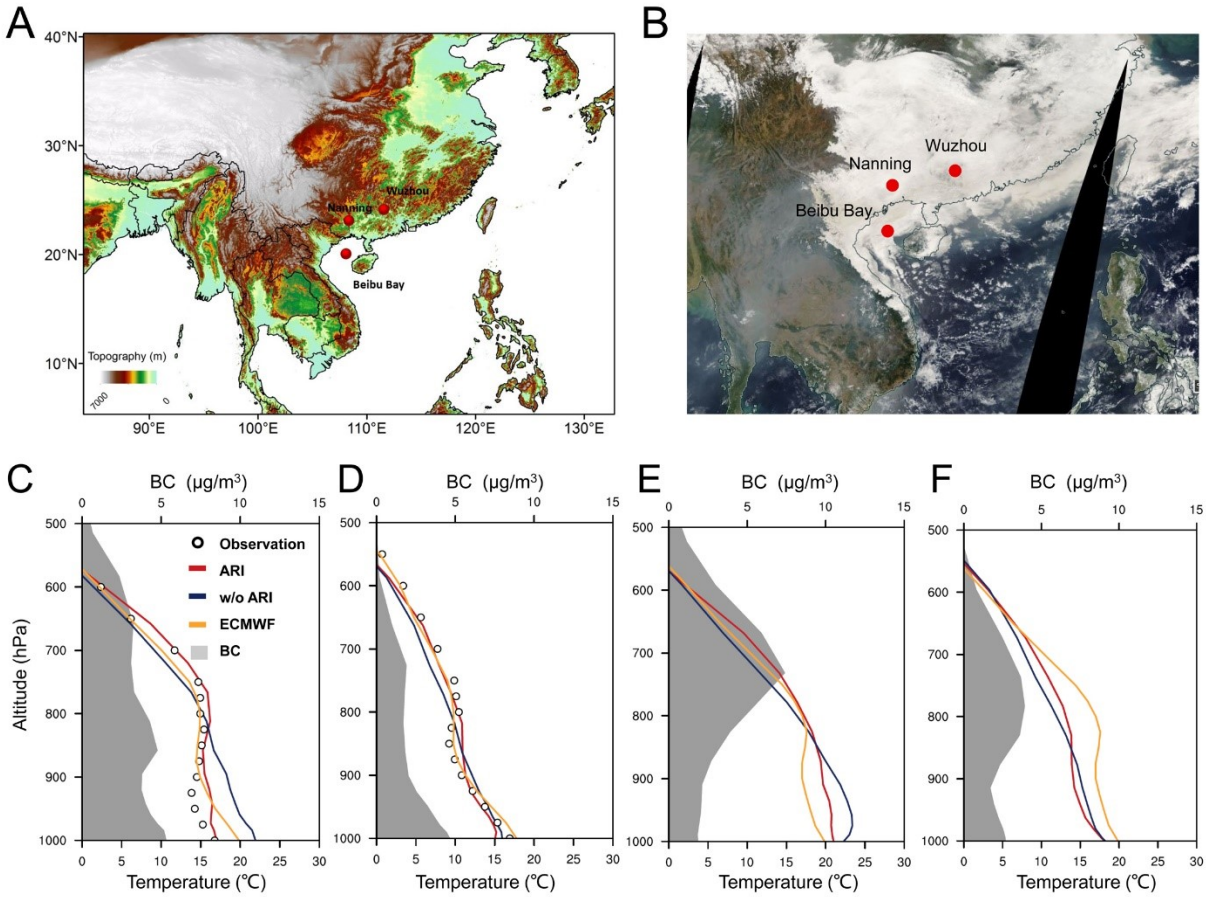 A
B
40°N
30°N
20°N
10°N
Wuzhou
Nanning
Beibu Bay
Topography (m)
7000
0
90°E 100°E 110°E 120°E 130°E
Wuzhou
Nanning
Beibu Bay
C
BC (µg/m³)
0 5 10 15
500
600
700
800
900
1000
Altitude (hPa)
Observation
ARI
w/o ARI
ECMWF
BC
0 5 10 15 20 25 30
Temperature (℃)
D
BC (µg/m³)
0 5 10 15
500
600
700
800
900
1000
0 5 10 15 20 25 30
Temperature (℃)
E
BC (µg/m³)
0 5 10 15
500
600
700
800
900
1000
0 5 10 15 20 25 30
Temperature (℃)
F
BC (µg/m³)
0 5 10 15
500
600
700
800
900
1000
0 5 10 15 20 25 30
Temperature (℃)